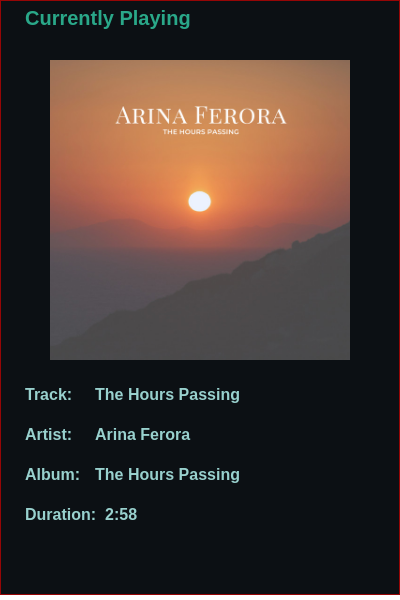 Currently Playing
ARINA FERORA
THE HOURS PASSING
Track: The Hours Passing
Artist: Arina Ferora
Album: The Hours Passing
Duration: 2:58